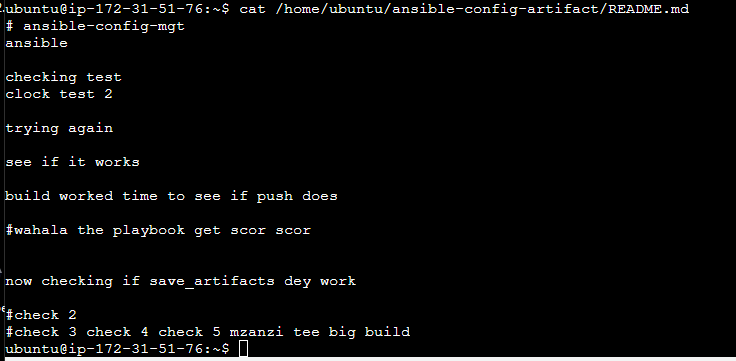 ubuntu@ip-172-31-51-76:~$ cat /home/ubuntu/ansible-config-artifact/README.md
# ansible-config-mgt
ansible
checking test
clock test 2
trying again
see if it works
build worked time to see if push does
#wahala the playbook get scor scor
now checking if save_artifacts dey work
#check 2
#check 3 check 4 check 5 mzanzi tee big build
ubuntu@ip-172-31-51-76:~$